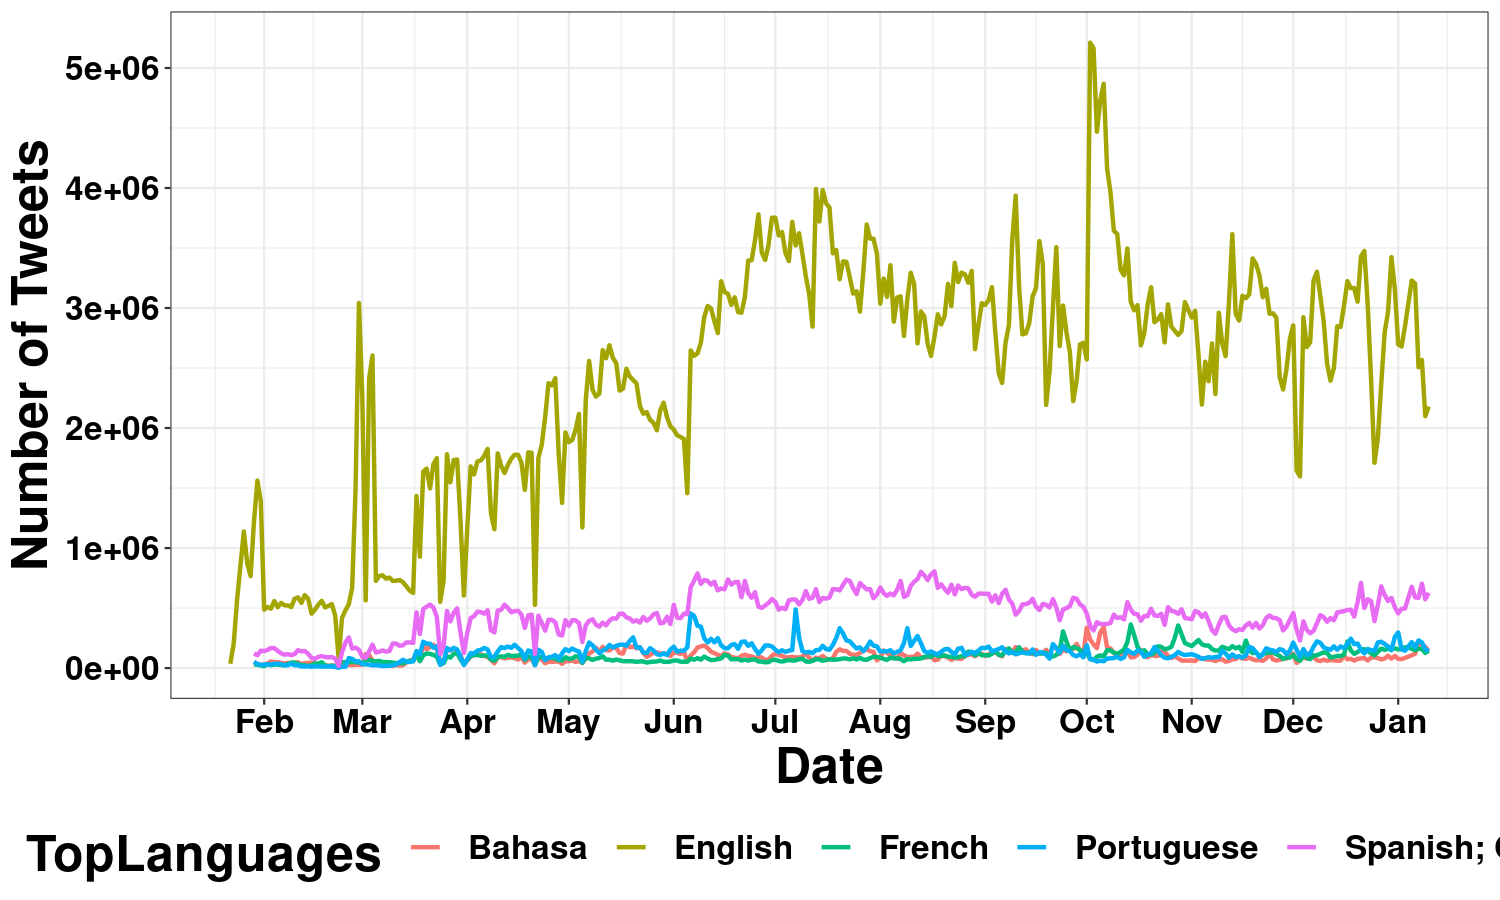 Number of Tweets
5e+06
4e+06
3e+06
2e+06
1e+06
0e+00
Feb Mar Apr May Jun Jul Aug Sep Oct Nov Dec Jan
Date
TopLanguages Bahasa English French Portuguese Spanish;